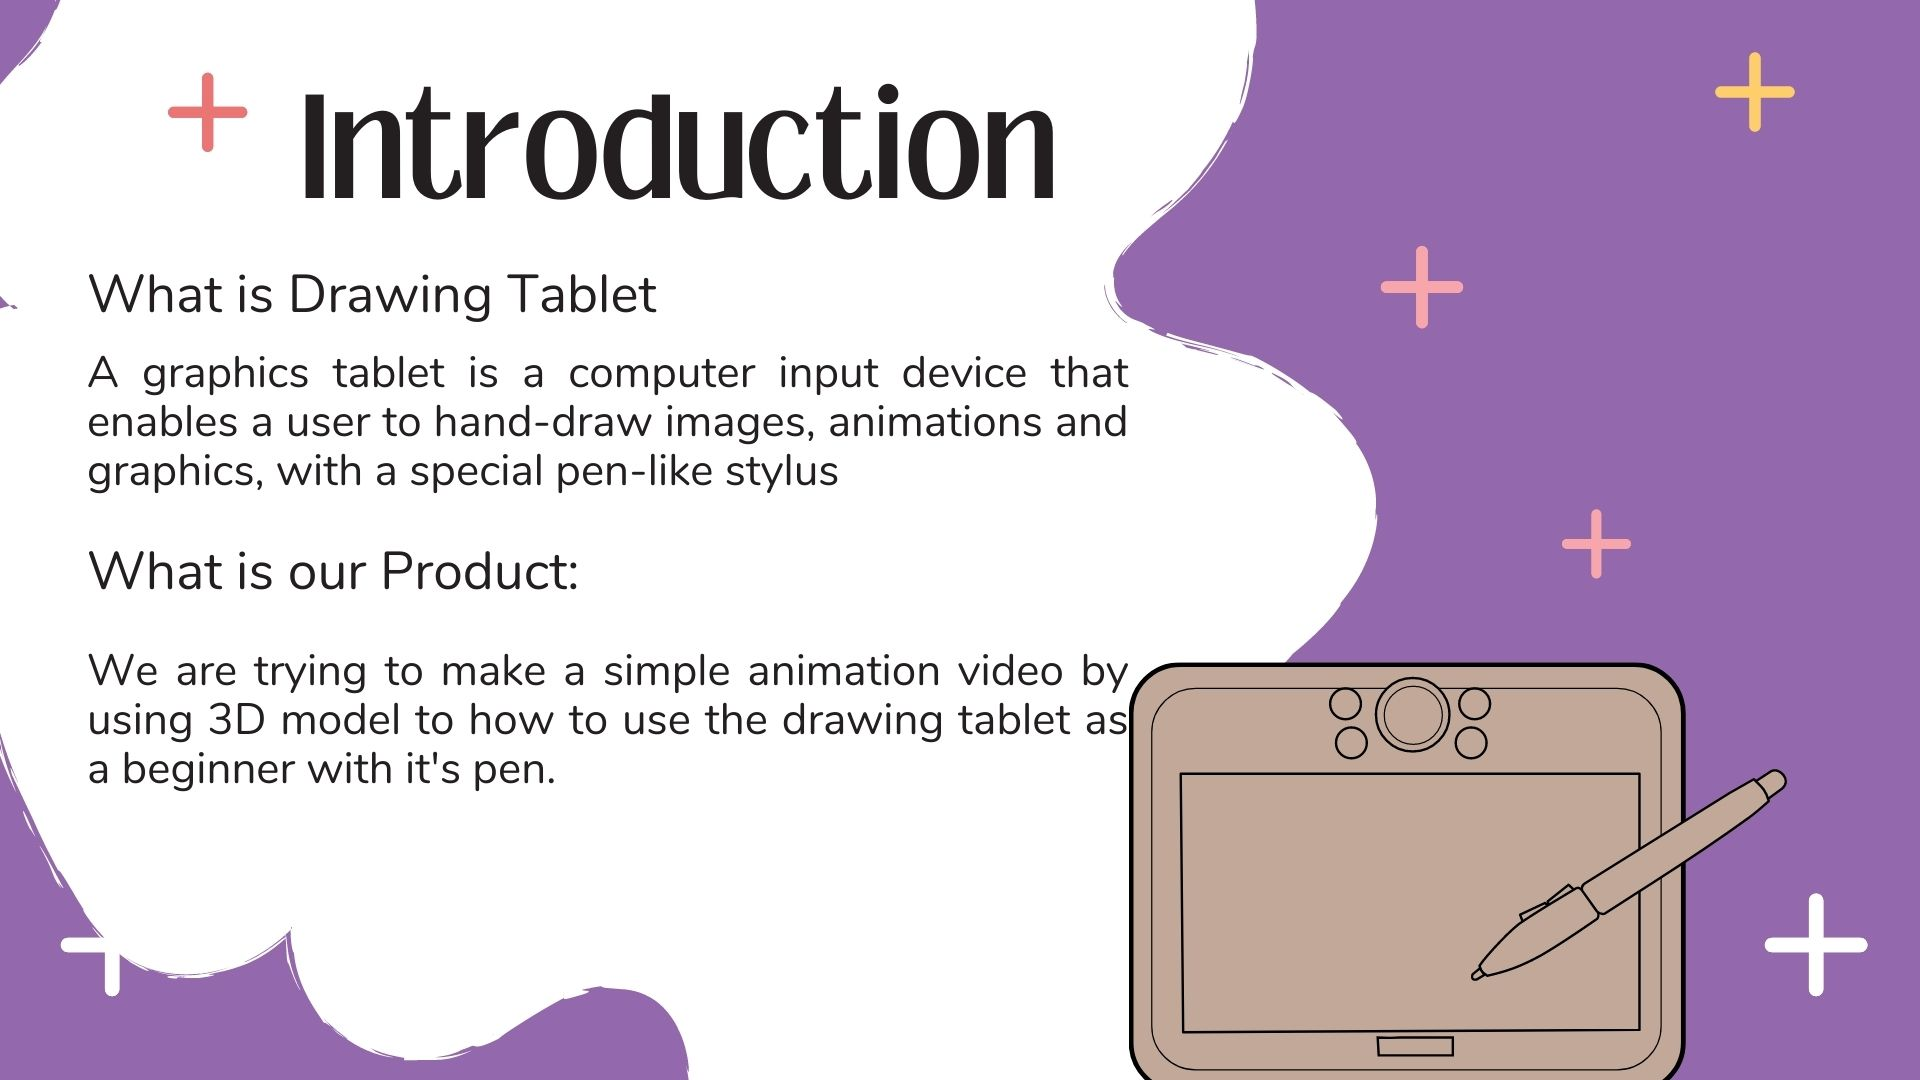 Introduction
What is Drawing Tablet
A graphics tablet is a computer input device that
enables a user to hand-draw images, animations and
graphics, with a special pen-like stylus
What is our Product:
We are trying to make a simple animation video by
using 3D model to how to use the drawing tablet as
a beginner with it's pen.